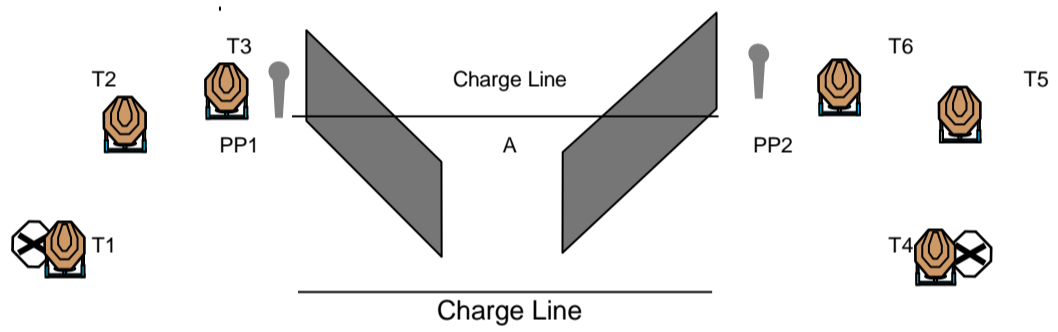 T3
T6
T2
Charge Line
T5
PP1
A
PP2
T1
T4
Charge Line